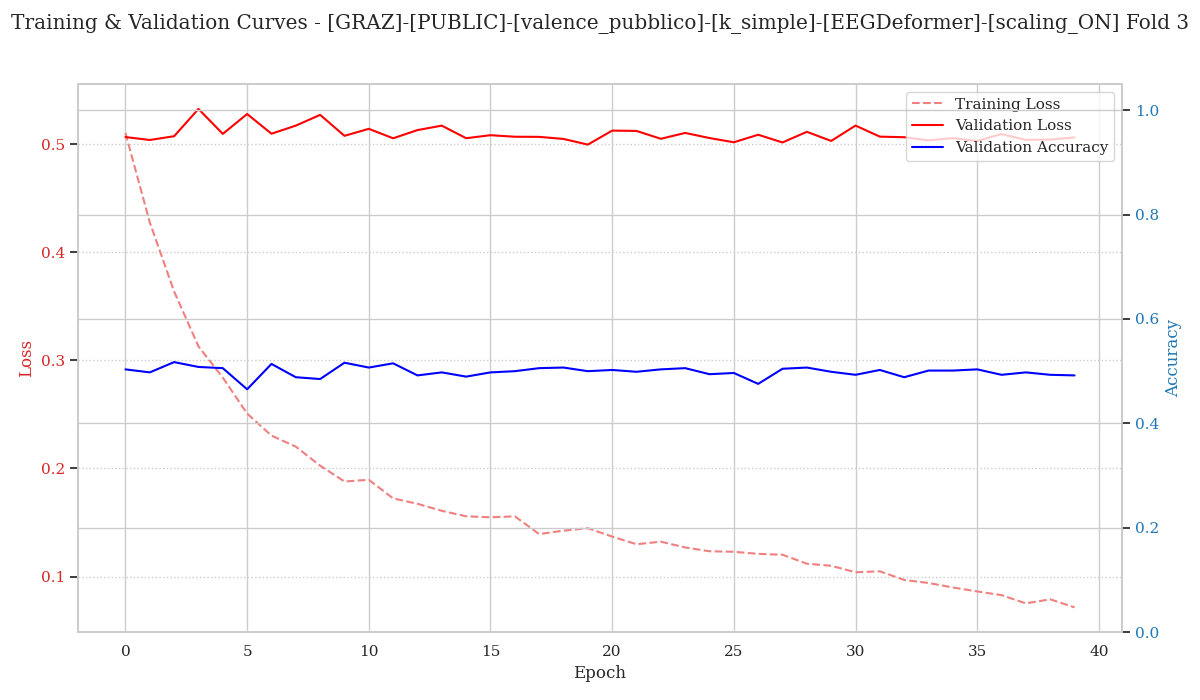 Training & Validation Curves - [GRAZ]-[PUBLIC]-[valence_pubblico]-[k_simple]-[EEGDeformer]-[scaling_ON] Fold 3
Training Loss
Validation Loss
Validation Accuracy
Loss
0.5
0.4
0.3
0.2
0.1
1.0
0.8
0.6
0.4
0.2
0.0
Accuracy
0 5 10 15 20 25 30 35 40
Epoch